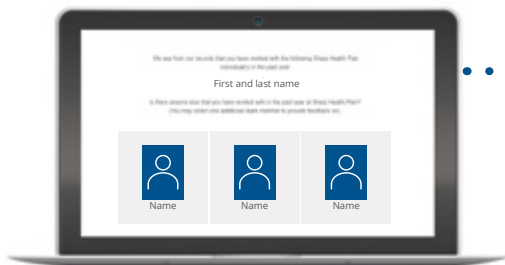 We see from our records that you have worked with the following Sharp Health Plan
individual(s) in the past year
First and last name
Is there anyone else that you have worked with in the past year at Sharp Health Plan?
(You may select one additional team member to provide feedback on)
Name Name Name